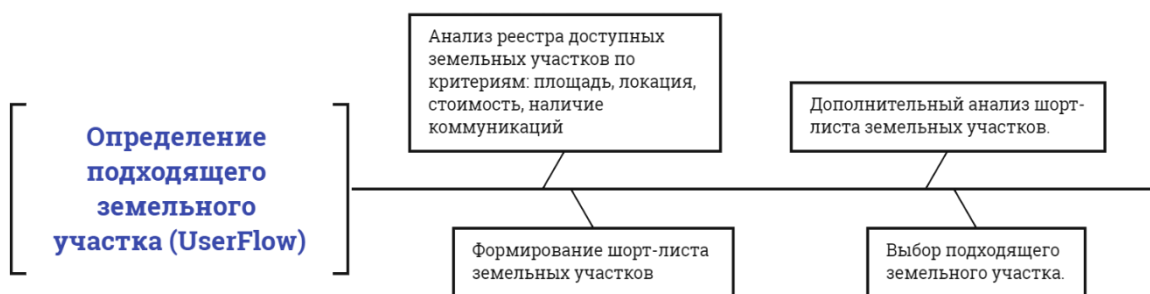 Определение
подходящего
земельного
участка (UserFlow)
Анализ реестра доступных
земельных участков по
критериям: площадь, локация,
стоимость, наличие
коммуникаций
Формирование шорт-листа
земельных участков
Дополнительный анализ шорт-
листа земельных участков.
Выбор подходящего
земельного участка.